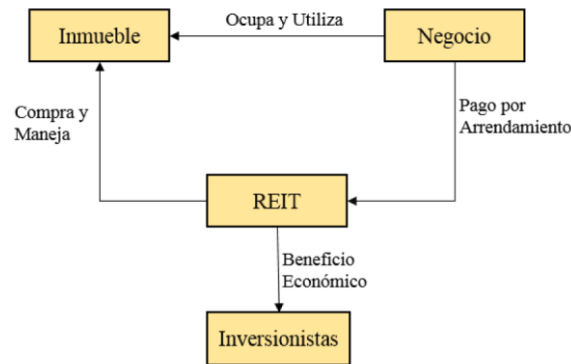 Ocupa y Utiliza
Inmueble
Negocio
Compra y
Maneja
Pago por
Arrendamiento
REIT
Beneficio
Económico
Inversionistas